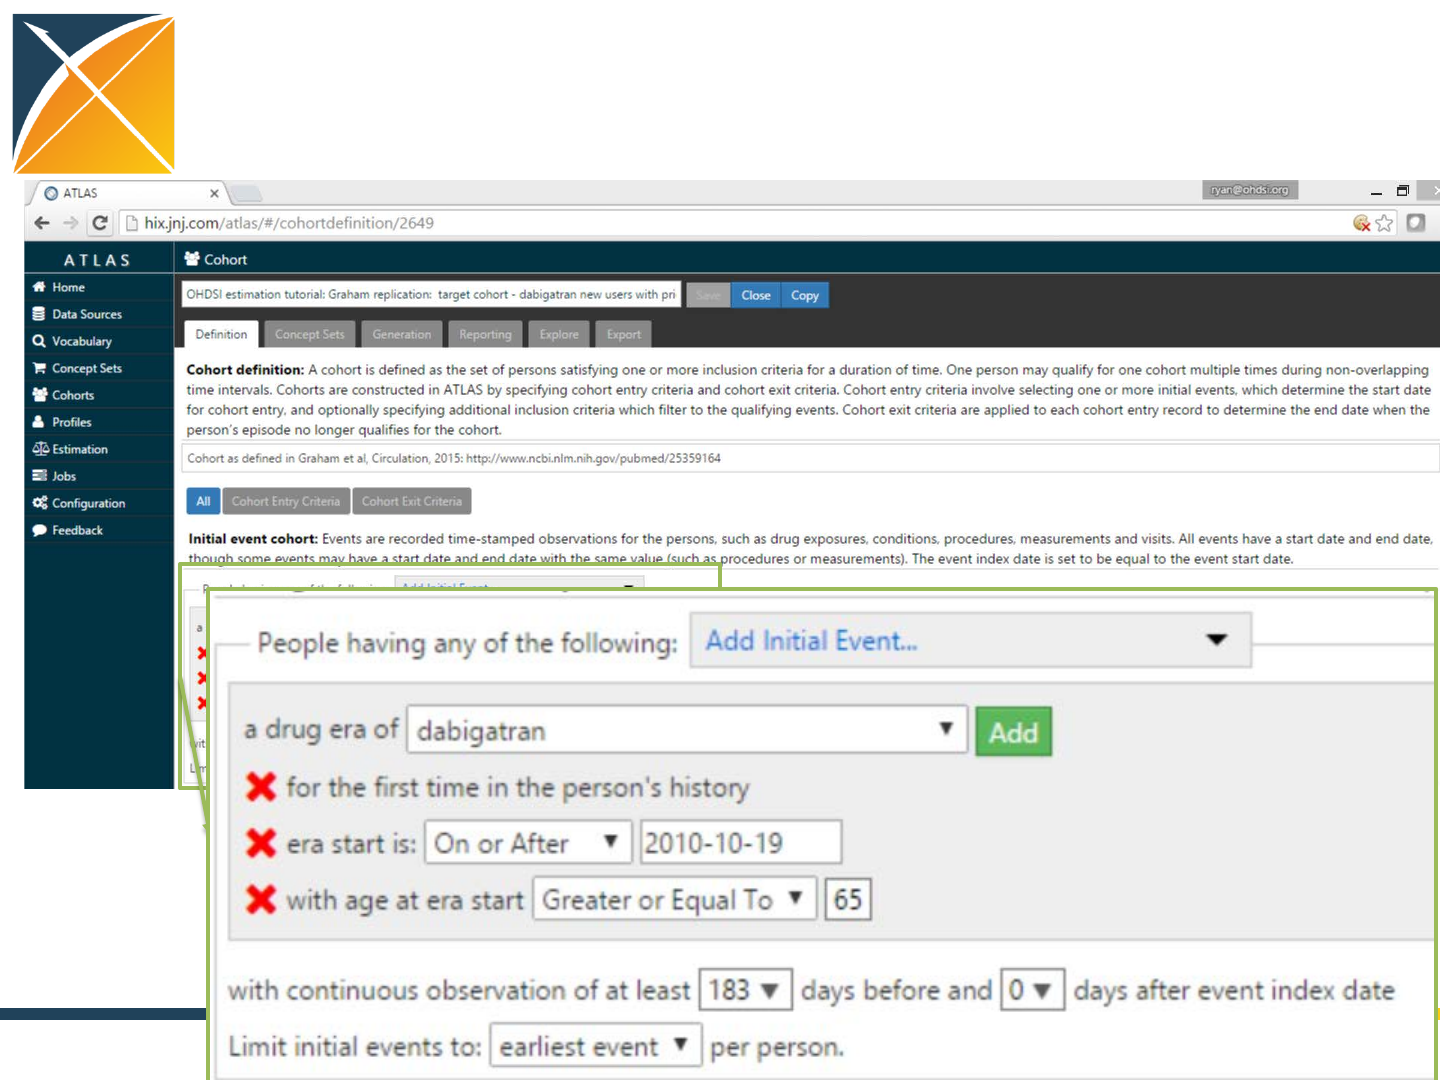 ATLAS
ryan@ohdsi.org
hix.jnj.com/atlas/#/cohortdefinition/2649
ATLAS
Cohort
Home
Data Sources
Vocabulary
Concept Sets
Cohorts
Profiles
Estimation
Jobs
Configuration
Feedback
OHDSI estimation tutorial: Graham replication: target cohort - dabigatran new users with pri
Save Close Copy
Definition Concept Sets Generation Reporting Explore Export
Cohort definition: A cohort is defined as the set of persons satisfying one or more inclusion criteria for a duration of time. One person may qualify for one cohort multiple times during non-overlapping
time intervals. Cohorts are constructed in ATLAS by specifying cohort entry criteria and cohort exit criteria. Cohort entry criteria involve selecting one or more initial events, which determine the start date
for cohort entry, and optionally specifying additional inclusion criteria which filter to the qualifying events. Cohort exit criteria are applied to each cohort entry record to determine the end date when the
person's episode no longer qualifies for the cohort.
Cohort as defined in Graham et al, Circulation, 2015: http://www.ncbi.nlm.nih.gov/pubmed/25359164
All Cohort Entry Criteria Cohort Exit Criteria
Initial event cohort: Events are recorded time-stamped observations for the persons, such as drug exposures, conditions, procedures, measurements and visits. All events have a start date and end date,
though some events may have a start date and end date with the same value (such as procedures or measurements). The event index date is set to be equal to the event start date.
People having any of the following: Add Initial Event...
a drug era of dabigatran Add
for the first time in the person's history
era start is: On or After 2010-10-19
with age at era start Greater or Equal To 65
with continuous observation of at least 183 days before and 0 days after event index date
Limit initial events to: earliest event per person.